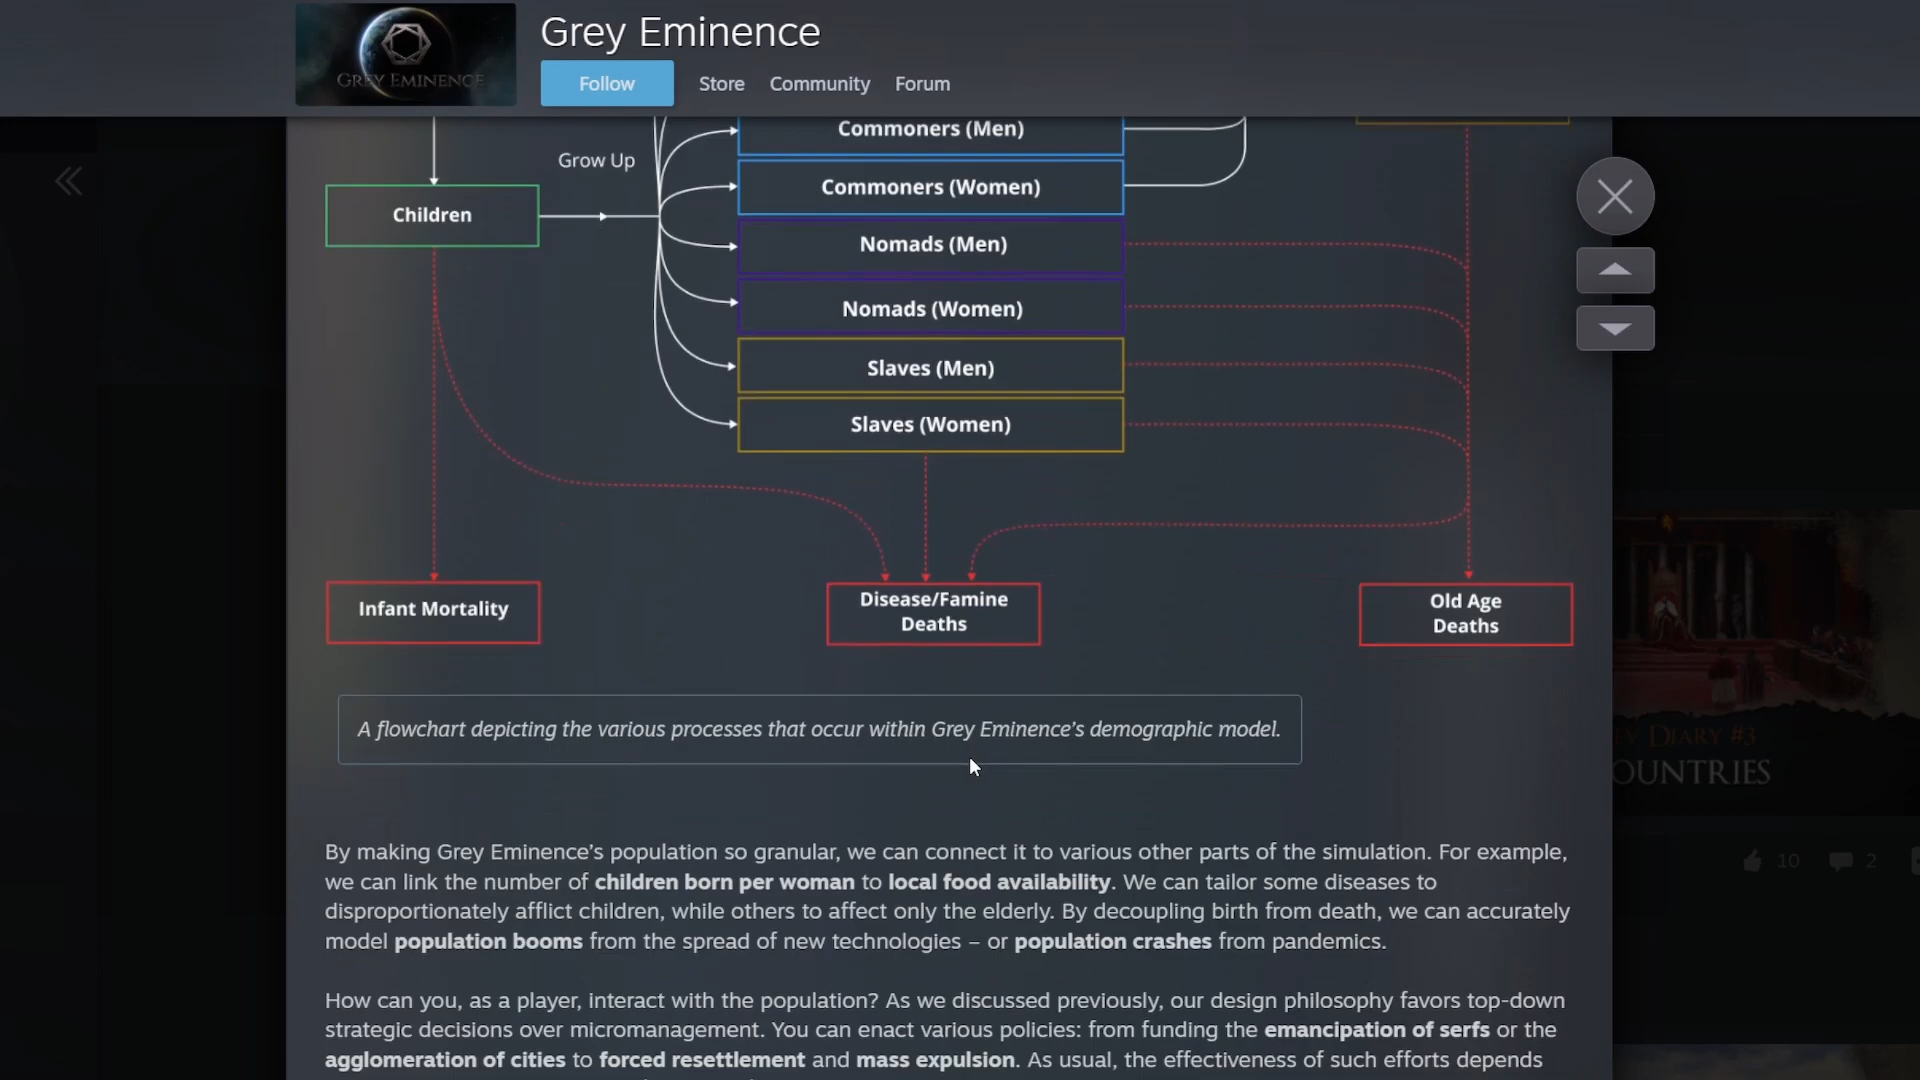 GREY EMINENCE
Grey Eminence
Follow
Store
Community
Forum
Commoners (Men)
Grow Up
Commoners (Women)
Children
Nomads (Men)
Nomads (Women)
Slaves (Men)
Slaves (Women)
Infant Mortality
Disease/Famine
Deaths
Old Age
Deaths
A flowchart depicting the various processes that occur within Grey Eminence's demographic model.
DIARY #3
OUNTRIES
10
2
By making Grey Eminence's population so granular, we can connect it to various other parts of the simulation. For example,
we can link the number of children born per woman to local food availability. We can tailor some diseases to
disproportionately afflict children, while others to affect only the elderly. By decoupling birth from death, we can accurately
model population booms from the spread of new technologies – or population crashes from pandemics.
How can you, as a player, interact with the population? As we discussed previously, our design philosophy favors top-down
strategic decisions over micromanagement. You can enact various policies: from funding the emancipation of serfs or the
agglomeration of cities to forced resettlement and mass expulsion. As usual, the effectiveness of such efforts depends